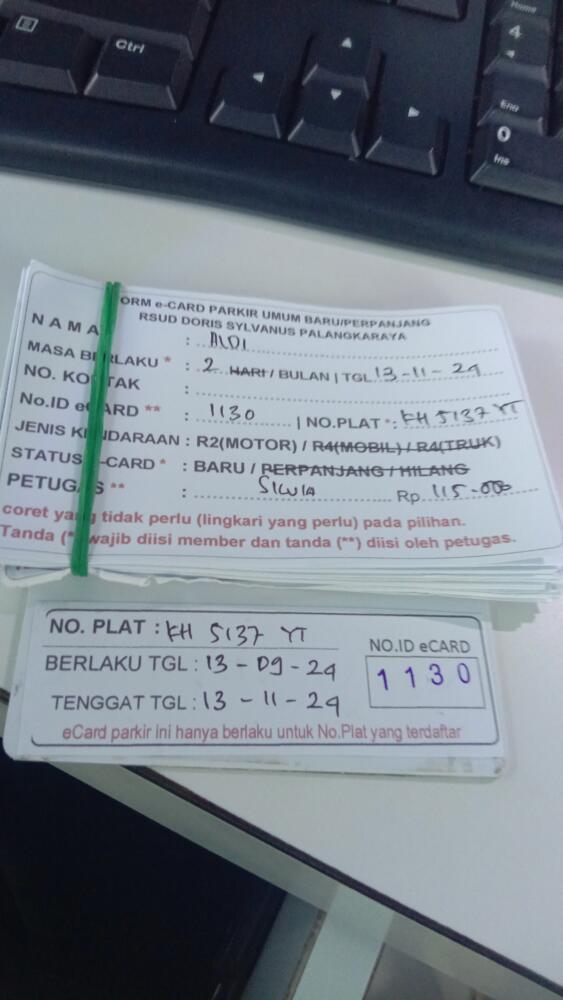 Ctrl
Home
4
Enr
0
Ins
ORM e-CARD PARKIR UMUM BARU/PERPANJANG
RSUD DORIS SYLVANUS PALANGKARAYA
NAMA : ALDI
MASA BERLAKU * : 2 HARI / BULAN | TGL 13-11-24
NO. KO TAK :
No.ID e ARD ** : 1130 | NO.PLAT *: KH 5137 YT
JENIS K NDARAAN : R2(MOTOR) / R4(MOBIL) / R4(TRUK)
STATUS -CARD * : BARU / PERPANJANG / HILANG
PETUGAS ** : Rp 115.000
coret yang tidak perlu (lingkari yang perlu) pada pilihan.
Tanda (* wajib diisi member dan tanda (**) diisi oleh petugas.
NO. PLAT : KH 5137 YT
BERLAKU TGL : 13 - 09 - 24
TENGGAT TGL : 13 - 11 - 24
NO.ID eCARD
1130
eCard parkir ini hanya berlaku untuk No.Plat yang terdaftar